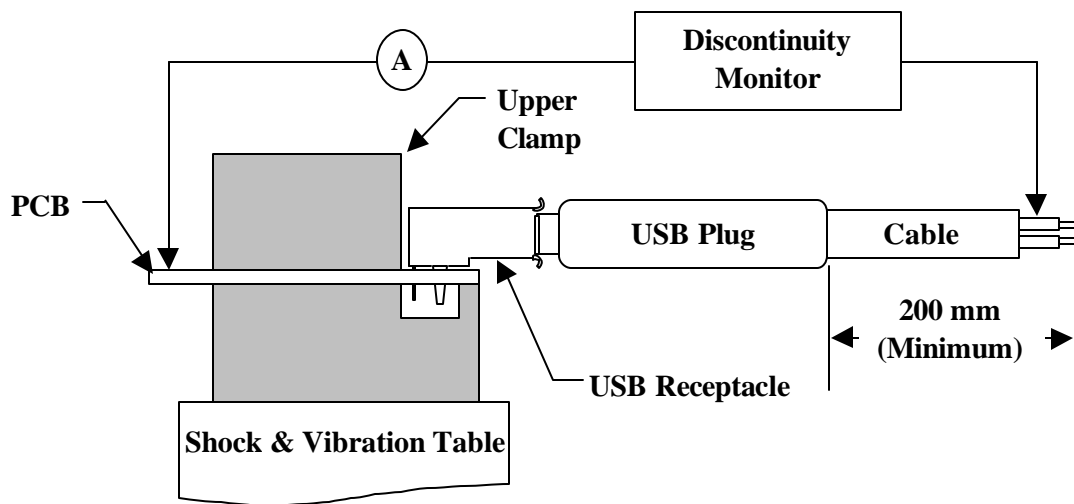 Discontinuity
Monitor
A
Upper
Clamp
PCB
USB Plug
Cable
200 mm
(Minimum)
USB Receptacle
Shock & Vibration Table